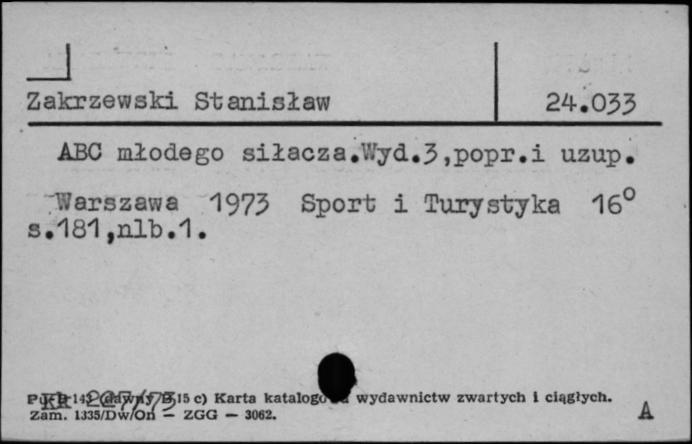 Zakrzewski Stanisław 24.033
ABC młodego siłacza.Wyd.3,popr.i uzup.
Warszawa 1973 Sport i Turystyka 16°
s.181,nlb.1.
15 c) Karta wydawnictw zwartych i ciągłych.
Zam. 1335/Dw/On — ZGG — 3062.
A